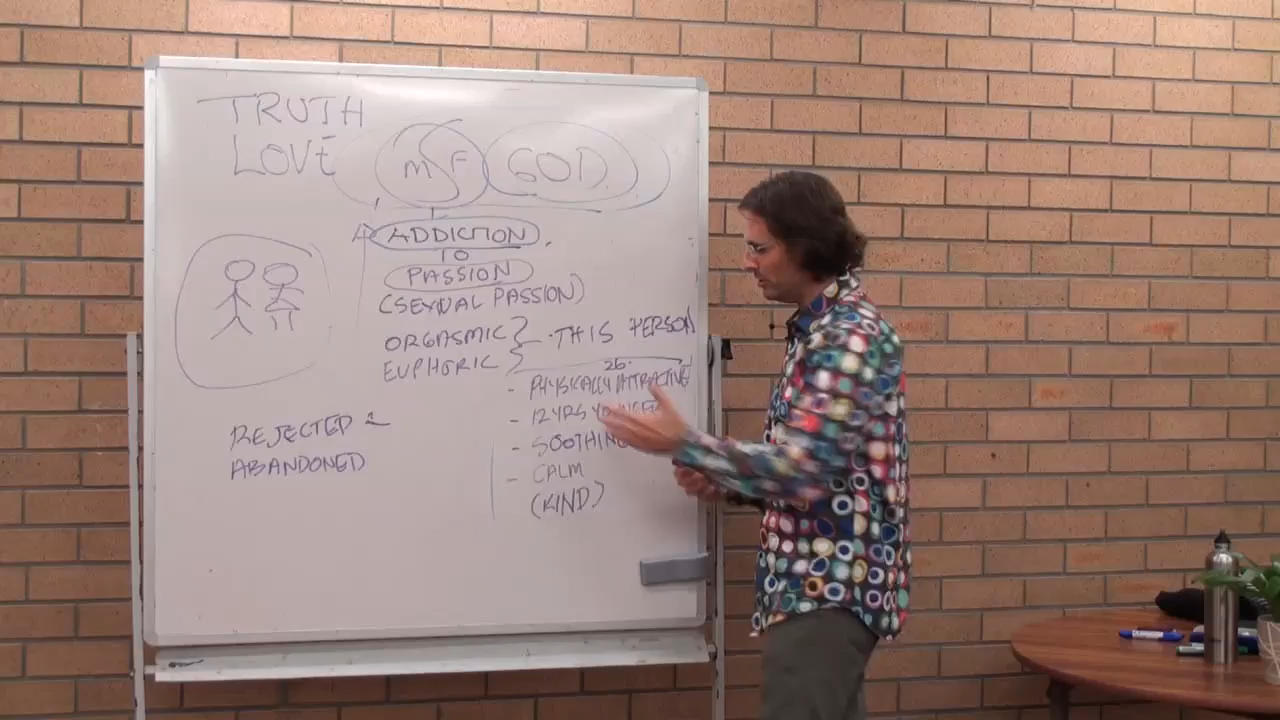 TRUTH
LOVE
M F GOD
ADDICTION
TO
PASSION
(SEXUAL PASSION)
ORGASMIC
EUPHORIC
THIS PERSON
26
- PHYSICALLY ATTRACTIVE
- 12 YRS YOUNGER
- SOOTHING
- CALM
(KIND)
REJECTED &
ABANDONED